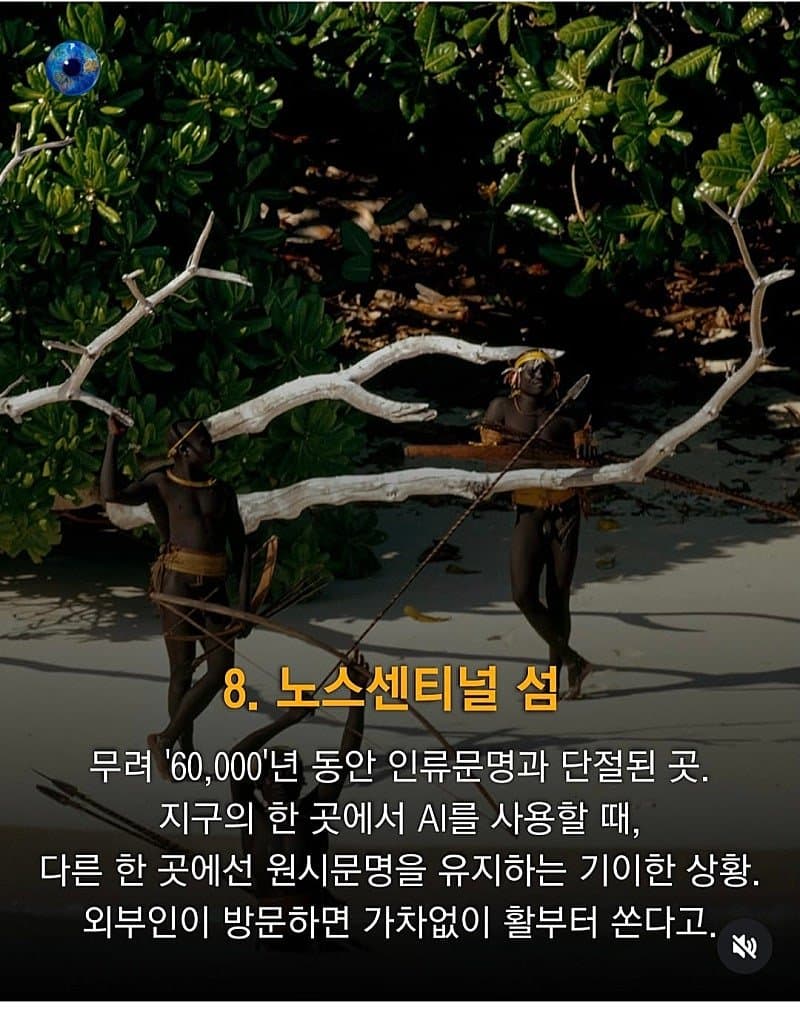 8. 노스센티널 섬
무려 '60,000'년 동안 인류문명과 단절된 곳.
지구의 한 곳에서 AI를 사용할 때,
다른 한 곳에선 원시문명을 유지하는 기이한 상황.
외부인이 방문하면 가차없이 활부터 쏜다고.